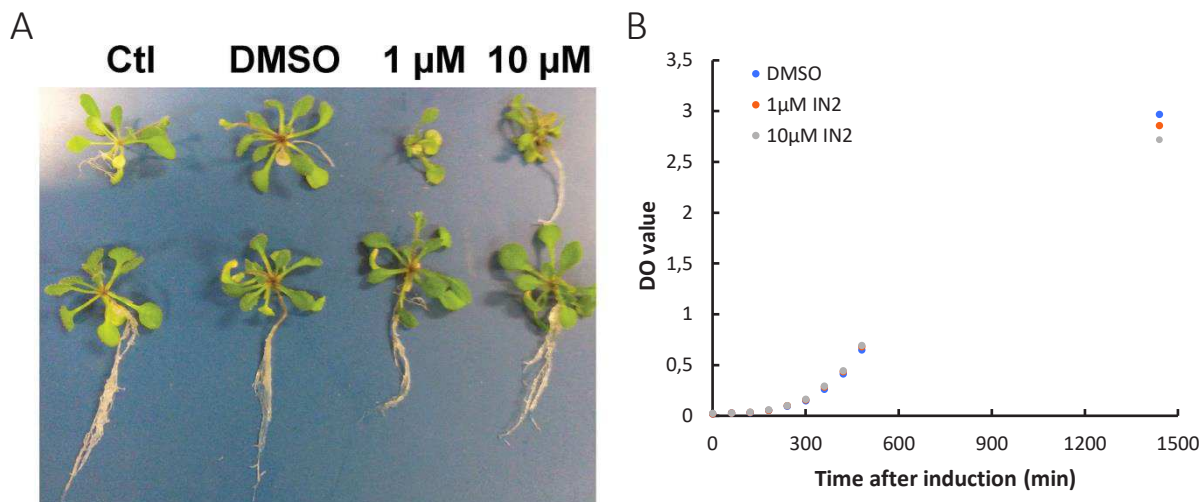 A
Ctl DMSO 1 µM 10 µM
B
DO value
3,5
3
2,5
2
1,5
1
0,5
0
DMSO
1µM IN2
10µM IN2
0 300 600 900 1200 1500
Time after induction (min)